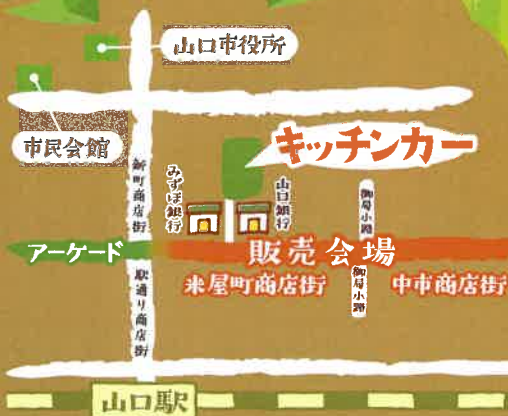 山口市役所
市民会館
キッチンカー
新町商店街
みずほ銀行
山口銀行
御局小路
アーケード
販売会場
米屋町商店街
御局小路
中市商店街
駅通り商店街
山口駅